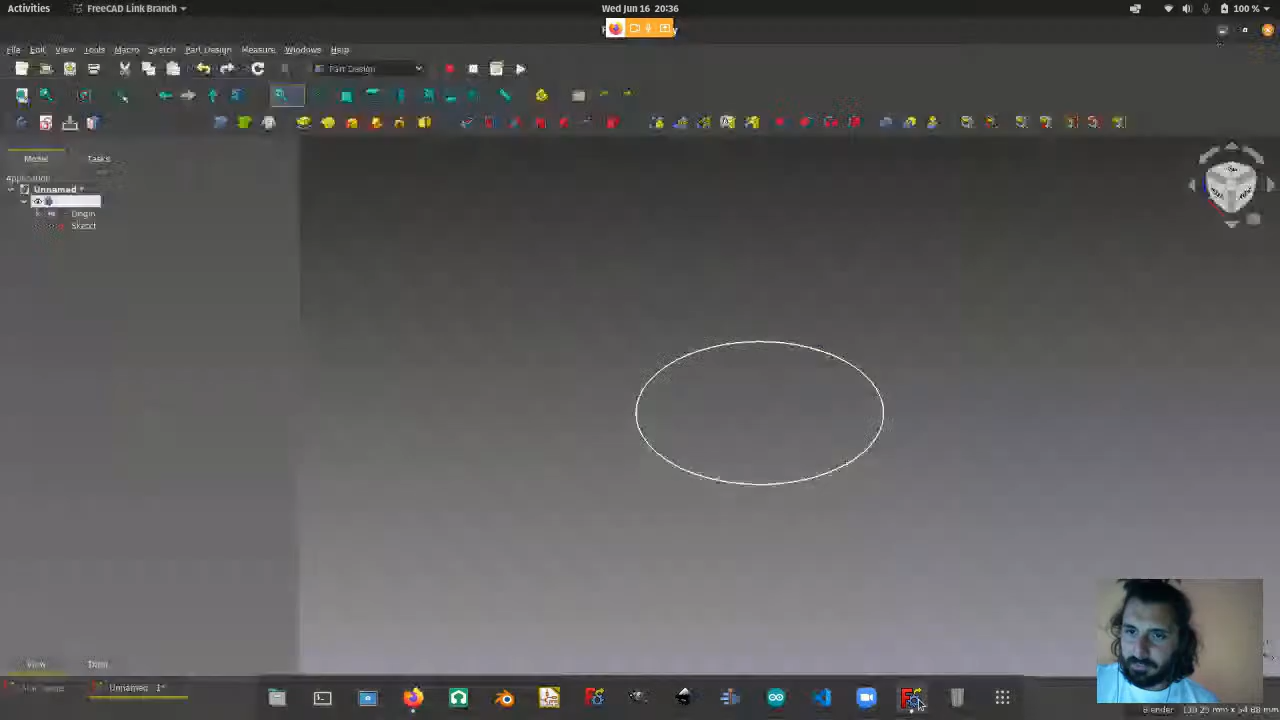 Activities
FreeCAD Link Branch
Wed Jun 16 20:36
100 %
File Edit View Tools Macro Sketch Part Design Measure Windows Help
Part Design
Model Tasks
Application
Unnamed
Origin
Sketch
View Data
Unnamed : 1*
Blender